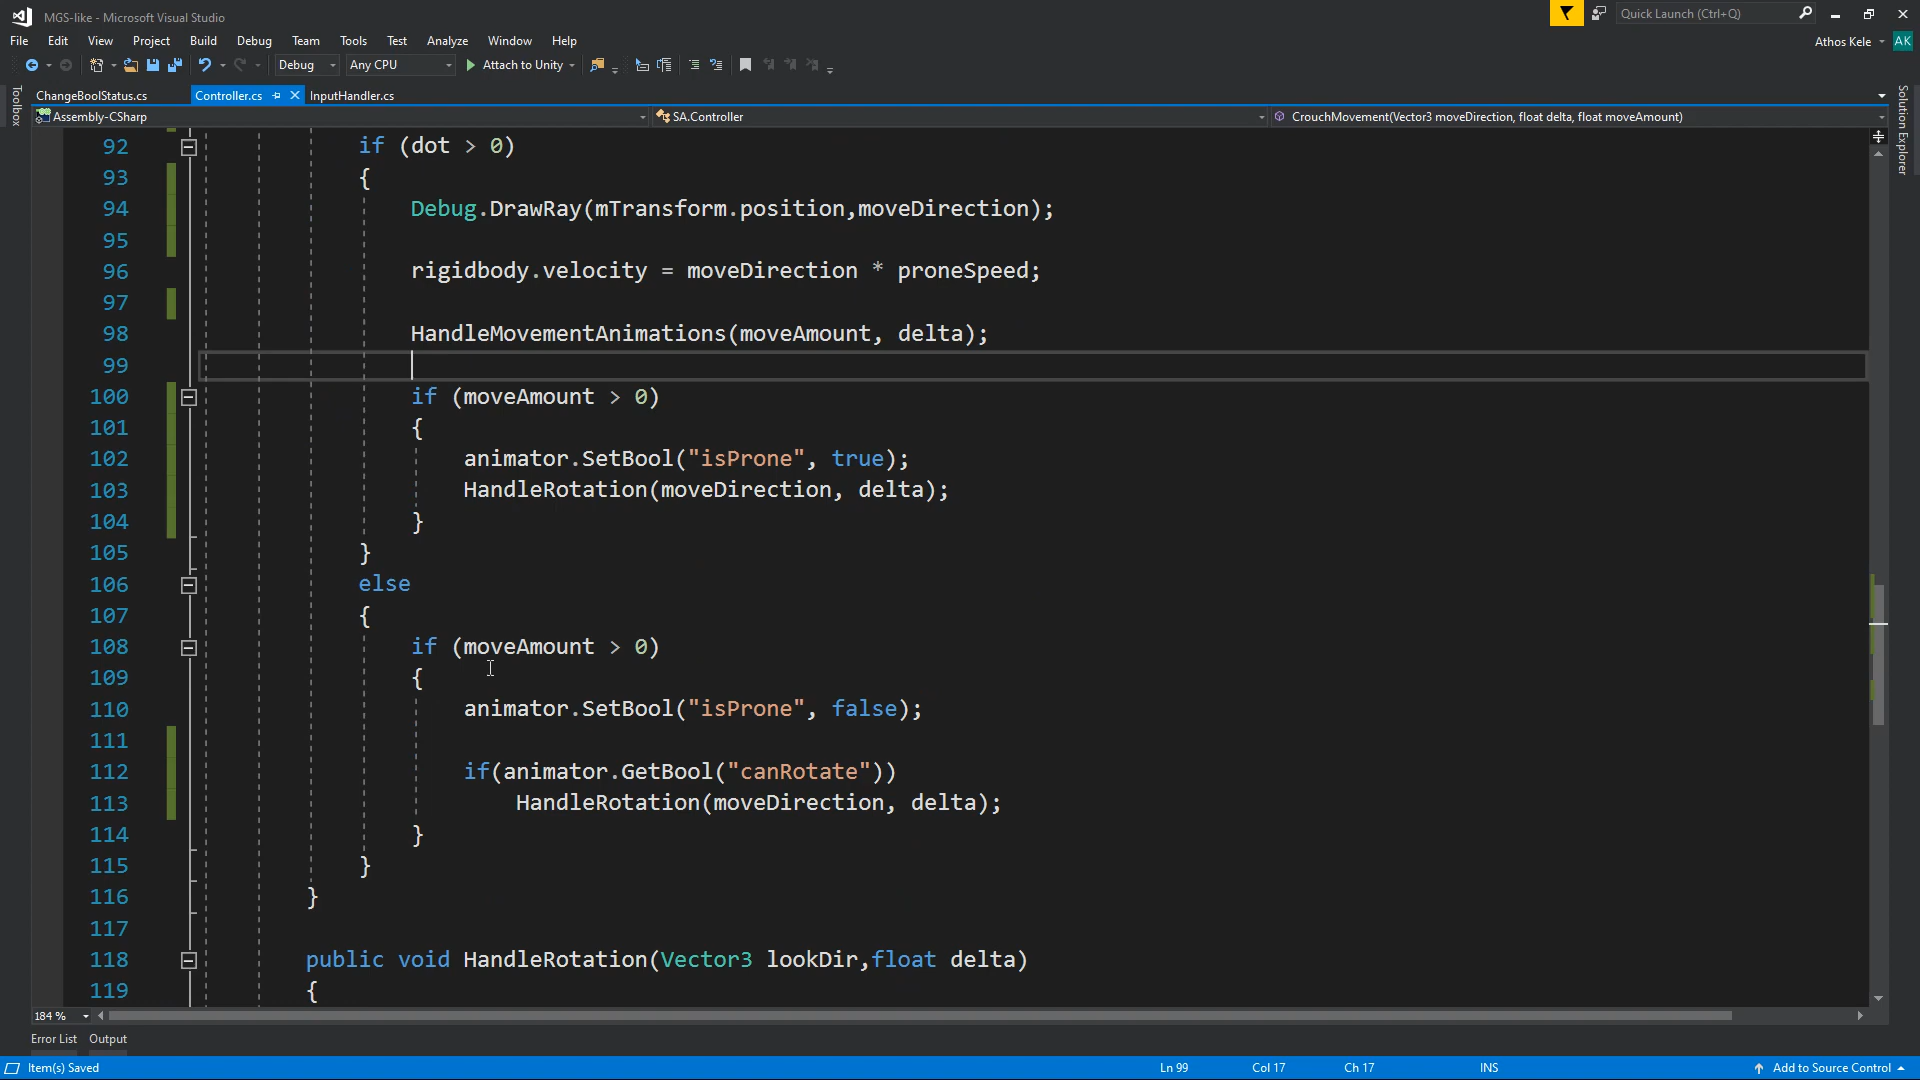 MGS-like - Microsoft Visual Studio
Quick Launch (Ctrl+Q)
File Edit View Project Build Debug Team Tools Test Analyze Window Help
Athos Kele AK
Debug Any CPU Attach to Unity
Toolbox
ChangeBoolStatus.cs Controller.cs InputHandler.cs
Solution Explorer
Assembly-CSharp SA.Controller CrouchMovement(Vector3 moveDirection, float delta, float moveAmount)
92 if (dot > 0)
93 {
94 Debug.DrawRay(mTransform.position,moveDirection);
95
96 rigidbody.velocity = moveDirection * proneSpeed;
97
98 HandleMovementAnimations(moveAmount, delta);
99
100 if (moveAmount > 0)
101 {
102 animator.SetBool("isProne", true);
103 HandleRotation(moveDirection, delta);
104 }
105 }
106 else
107 {
108 if (moveAmount > 0)
109 {
110 animator.SetBool("isProne", false);
111
112 if(animator.GetBool("canRotate"))
113 HandleRotation(moveDirection, delta);
114 }
115 }
116 }
117
118 public void HandleRotation(Vector3 lookDir,float delta)
119 {
184 %
Error List Output
Item(s) Saved Ln 99 Col 17 Ch 17 INS Add to Source Control